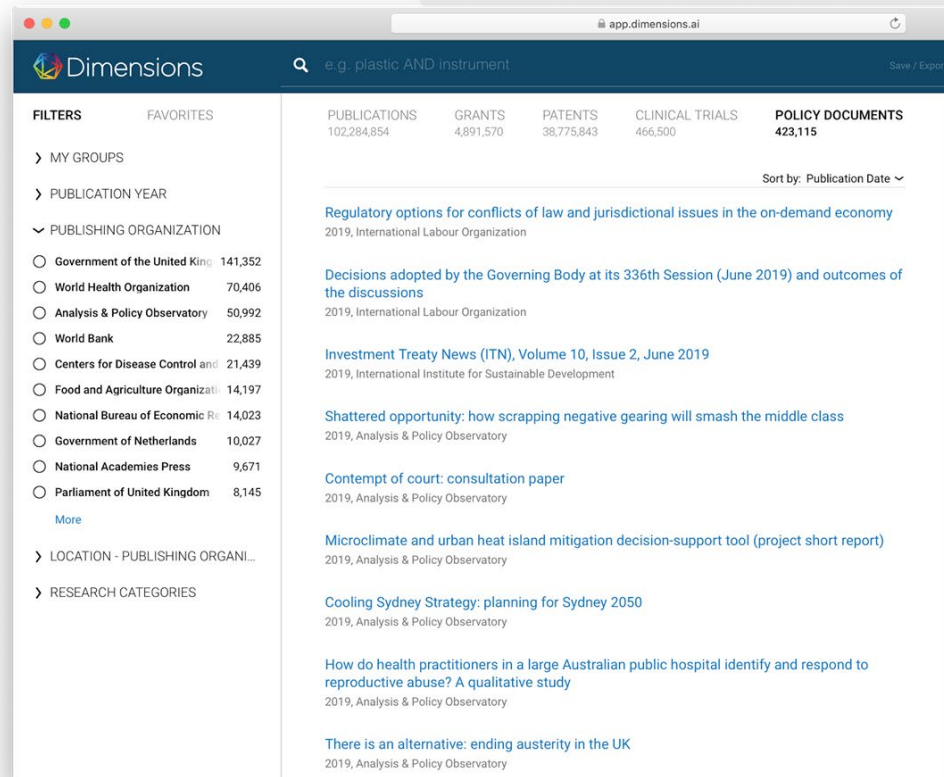 app.dimensions.ai
Dimensions
e.g. plastic AND instrument
Save / Expor
FILTERS
FAVORITES
MY GROUPS
PUBLICATION YEAR
PUBLISHING ORGANIZATION
Government of the United King 141,352
World Health Organization 70,406
Analysis & Policy Observatory 50,992
World Bank 22,885
Centers for Disease Control and 21,439
Food and Agriculture Organizati 14,197
National Bureau of Economic Re 14,023
Government of Netherlands 10,027
National Academies Press 9,671
Parliament of United Kingdom 8,145
More
LOCATION - PUBLISHING ORGANI...
RESEARCH CATEGORIES
PUBLICATIONS GRANTS PATENTS CLINICAL TRIALS POLICY DOCUMENTS
102,284,854 4,891,570 38,775,843 466,500 423,115
Sort by: Publication Date
Regulatory options for conflicts of law and jurisdictional issues in the on-demand economy
2019, International Labour Organization
Decisions adopted by the Governing Body at its 336th Session (June 2019) and outcomes of
the discussions
2019, International Labour Organization
Investment Treaty News (ITN), Volume 10, Issue 2, June 2019
2019, International Institute for Sustainable Development
Shattered opportunity: how scrapping negative gearing will smash the middle class
2019, Analysis & Policy Observatory
Contempt of court: consultation paper
2019, Analysis & Policy Observatory
Microclimate and urban heat island mitigation decision-support tool (project short report)
2019, Analysis & Policy Observatory
Cooling Sydney Strategy: planning for Sydney 2050
2019, Analysis & Policy Observatory
How do health practitioners in a large Australian public hospital identify and respond to
reproductive abuse? A qualitative study
2019, Analysis & Policy Observatory
There is an alternative: ending austerity in the UK
2019, Analysis & Policy Observatory